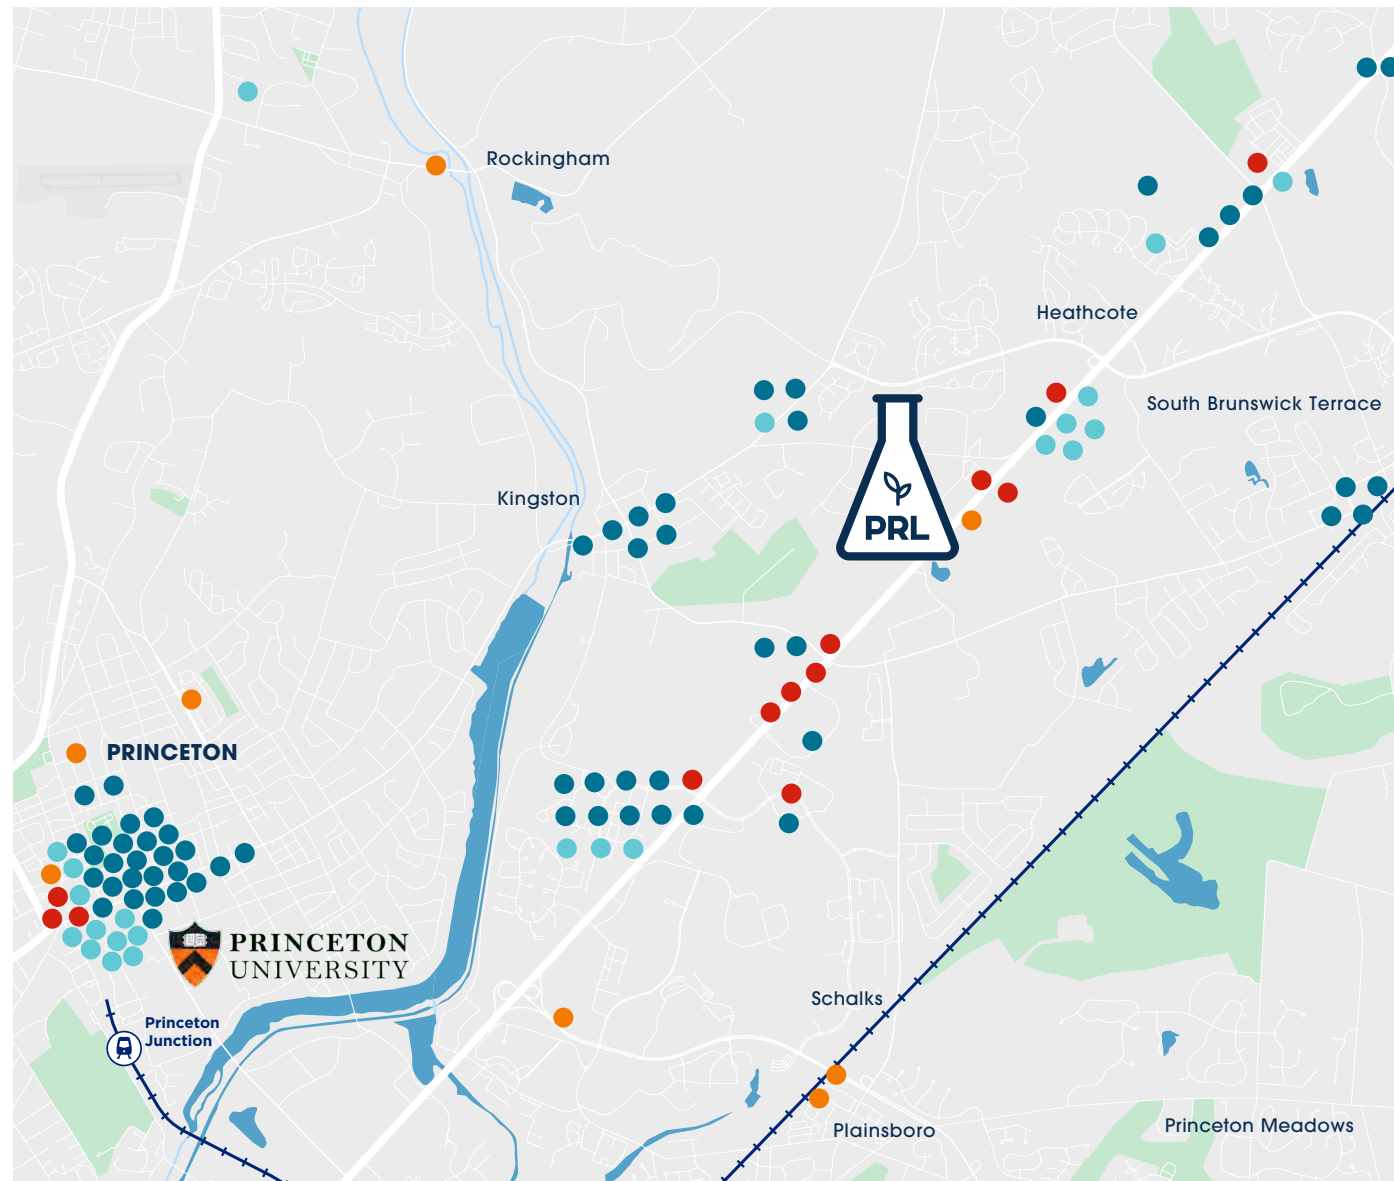 Rockingham
Heathcote
South Brunswick Terrace
Kingston
PRL
PRINCETON
PRINCETON
UNIVERSITY
Schalks
Princeton
Junction
Princeton Meadows
Plainsboro